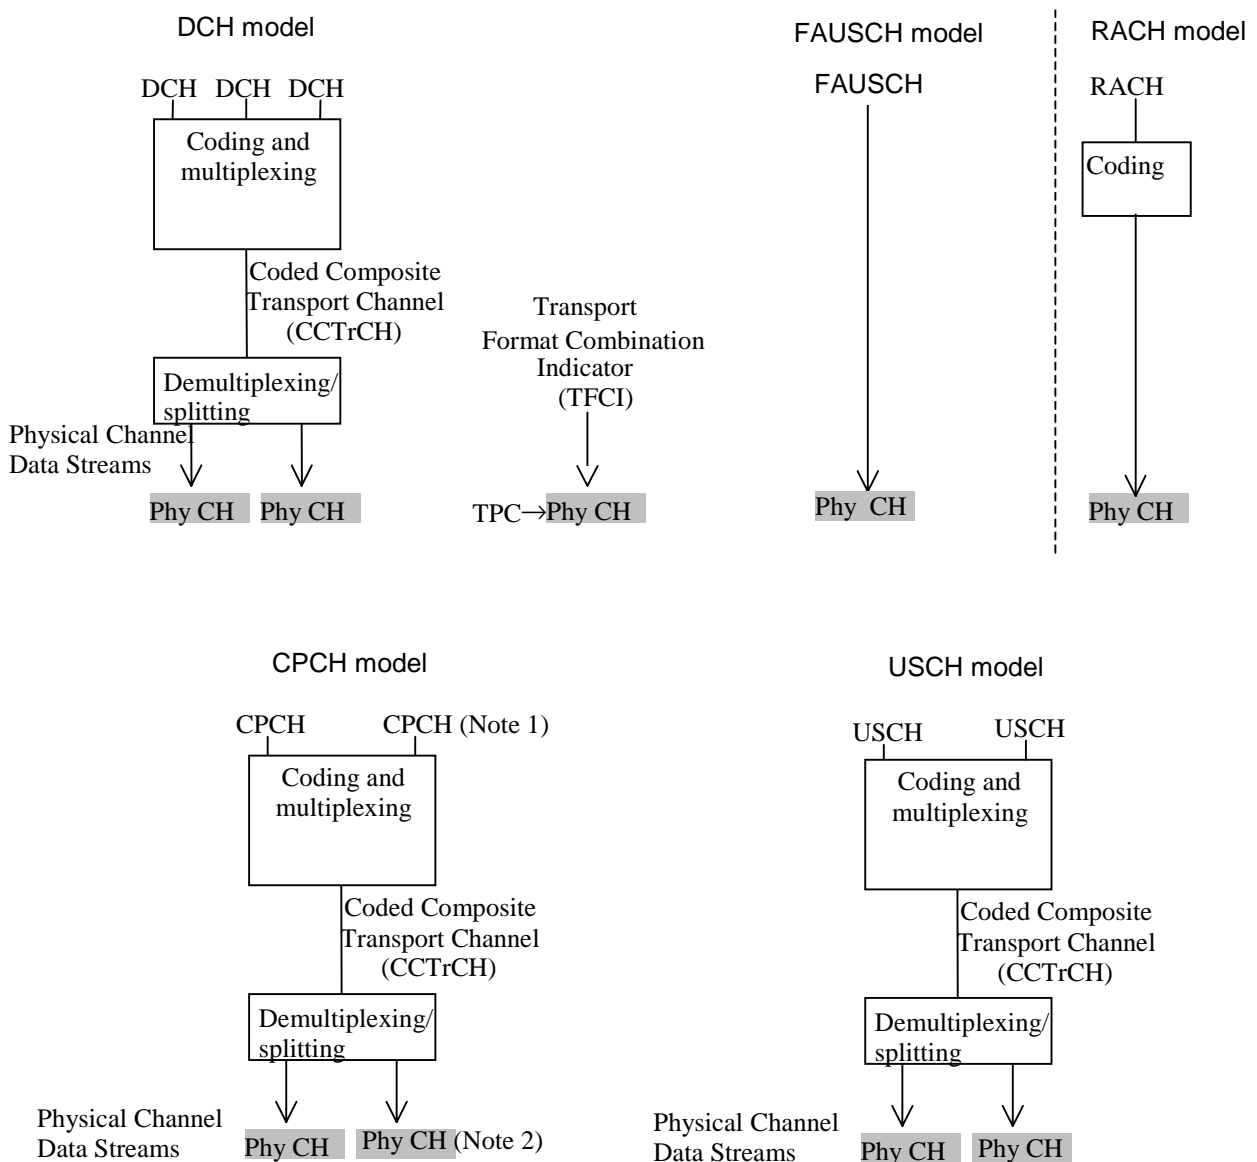 DCH model
DCH DCH DCH
Coding and
multiplexing
Coded Composite
Transport Channel
(CCTrCH)
Demultiplexing/
splitting
Physical Channel
Data Streams
Phy CH Phy CH
Transport
Format Combination
Indicator
(TFCI)
TPC→Phy CH
FAUSCH model
FAUSCH
Phy CH
RACH model
RACH
Coding
Phy CH
CPCH model
CPCH CPCH (Note 1)
Coding and
multiplexing
Coded Composite
Transport Channel
(CCTrCH)
Demultiplexing/
splitting
Physical Channel
Data Streams
Phy CH Phy CH (Note 2)
USCH model
USCH USCH
Coding and
multiplexing
Coded Composite
Transport Channel
(CCTrCH)
Demultiplexing/
splitting
Physical Channel
Data Streams
Phy CH Phy CH